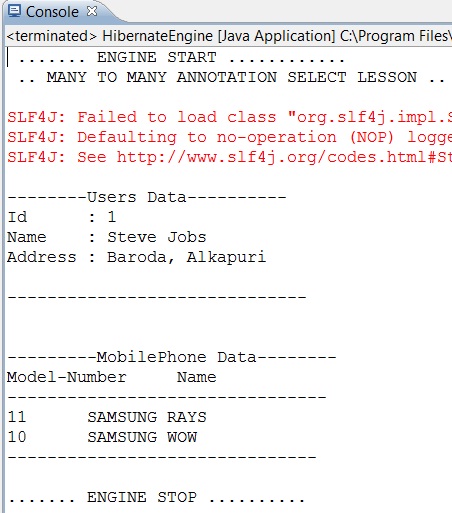 Console
<terminated> HibernateEngine [Java Application] C:\Program Files\
....... ENGINE START ............
.. MANY TO MANY ANNOTATION SELECT LESSON ..
SLF4J: Failed to load class "org.slf4j.impl.S
SLF4J: Defaulting to no-operation (NOP) logge
SLF4J: See http://www.slf4j.org/codes.html#St
--------Users Data----------
Id      : 1
Name    : Steve Jobs
Address : Baroda, Alkapuri
------------------------------
---------MobilePhone Data--------
Model-Number     Name
--------------------------------
11      SAMSUNG RAYS
10      SAMSUNG WOW
-------------------------------
....... ENGINE STOP ..........